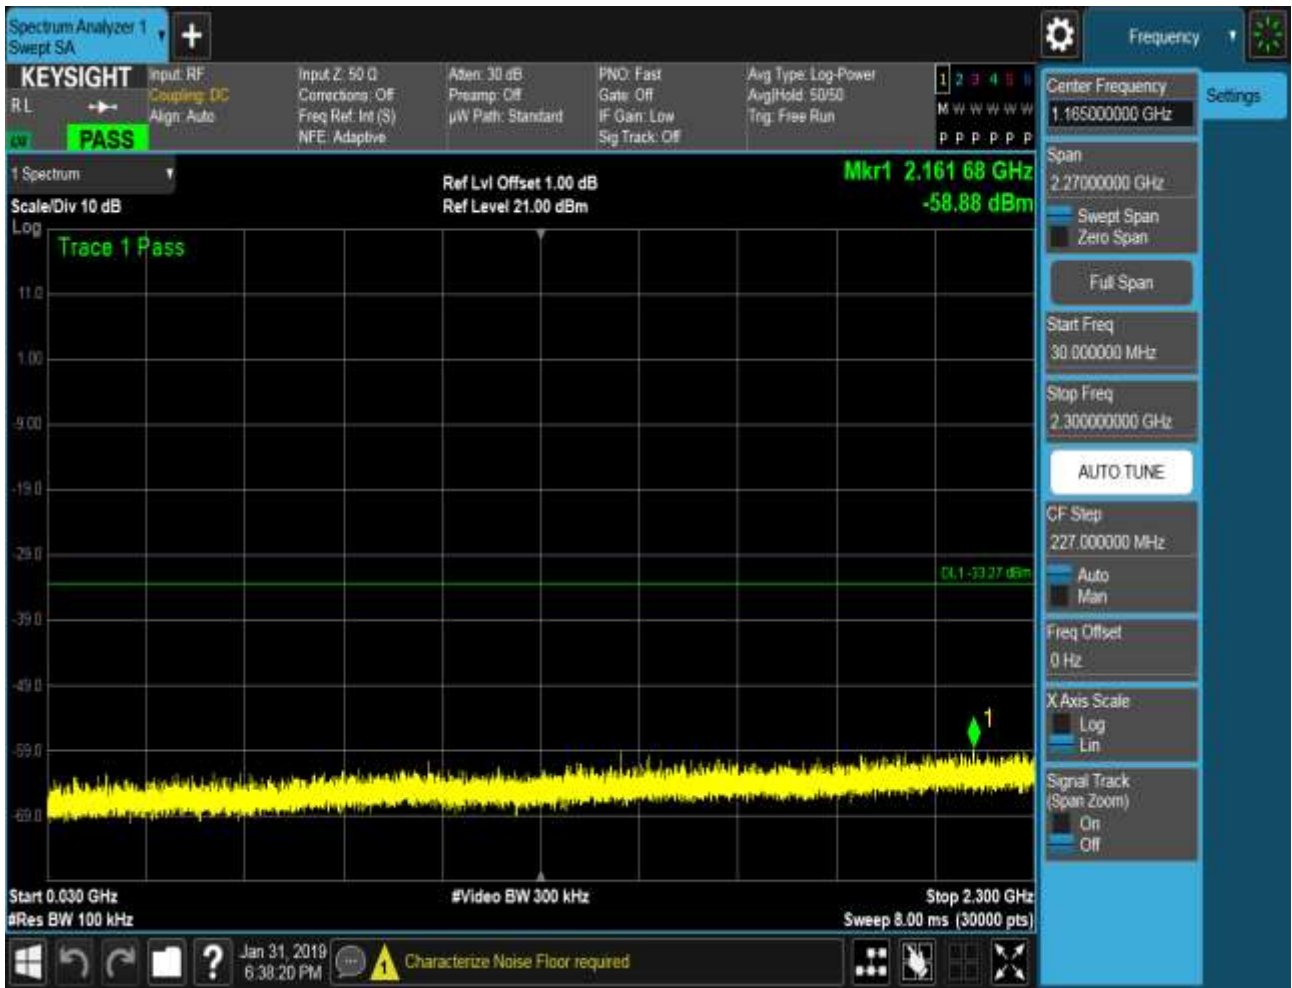 Spectrum Analyzer 1
Swept SA
+
Frequency
KEYSIGHT
Input: RF
Coupling: DC
Align: Auto
Input Z: 50 Ω
Corrections: Off
Freq Ref: Int (S)
NFE: Adaptive
Atten: 30 dB
Preamp: Off
µW Path: Standard
PNO: Fast
Gate: Off
IF Gain: Low
Sig Track: Off
Avg Type: Log-Power
Avg|Hold: 50/50
Trig: Free Run
1 2 3 4 5 6
M W W W W W
P P P P P P
R L
PASS
1 Spectrum
Scale/Div 10 dB
Ref Lvl Offset 1.00 dB
Ref Level 21.00 dBm
Mkr1 2.161 68 GHz
-58.88 dBm
Log
Trace 1 Pass
11.0
1.00
-9.00
-19.0
-29.0
DL1 -33.27 dBm
-39.0
-49.0
1
-59.0
-69.0
Start 0.030 GHz
#Video BW 300 kHz
Stop 2.300 GHz
#Res BW 100 kHz
Sweep 8.00 ms (30000 pts)
?
Jan 31, 2019
6:38:20 PM
1
Characterize Noise Floor required
Center Frequency
1.165000000 GHz
Settings
Span
2.27000000 GHz
Swept Span
Zero Span
Full Span
Start Freq
30.000000 MHz
Stop Freq
2.300000000 GHz
AUTO TUNE
CF Step
227.000000 MHz
Auto
Man
Freq Offset
0 Hz
X Axis Scale
Log
Lin
Signal Track
(Span Zoom)
On
Off